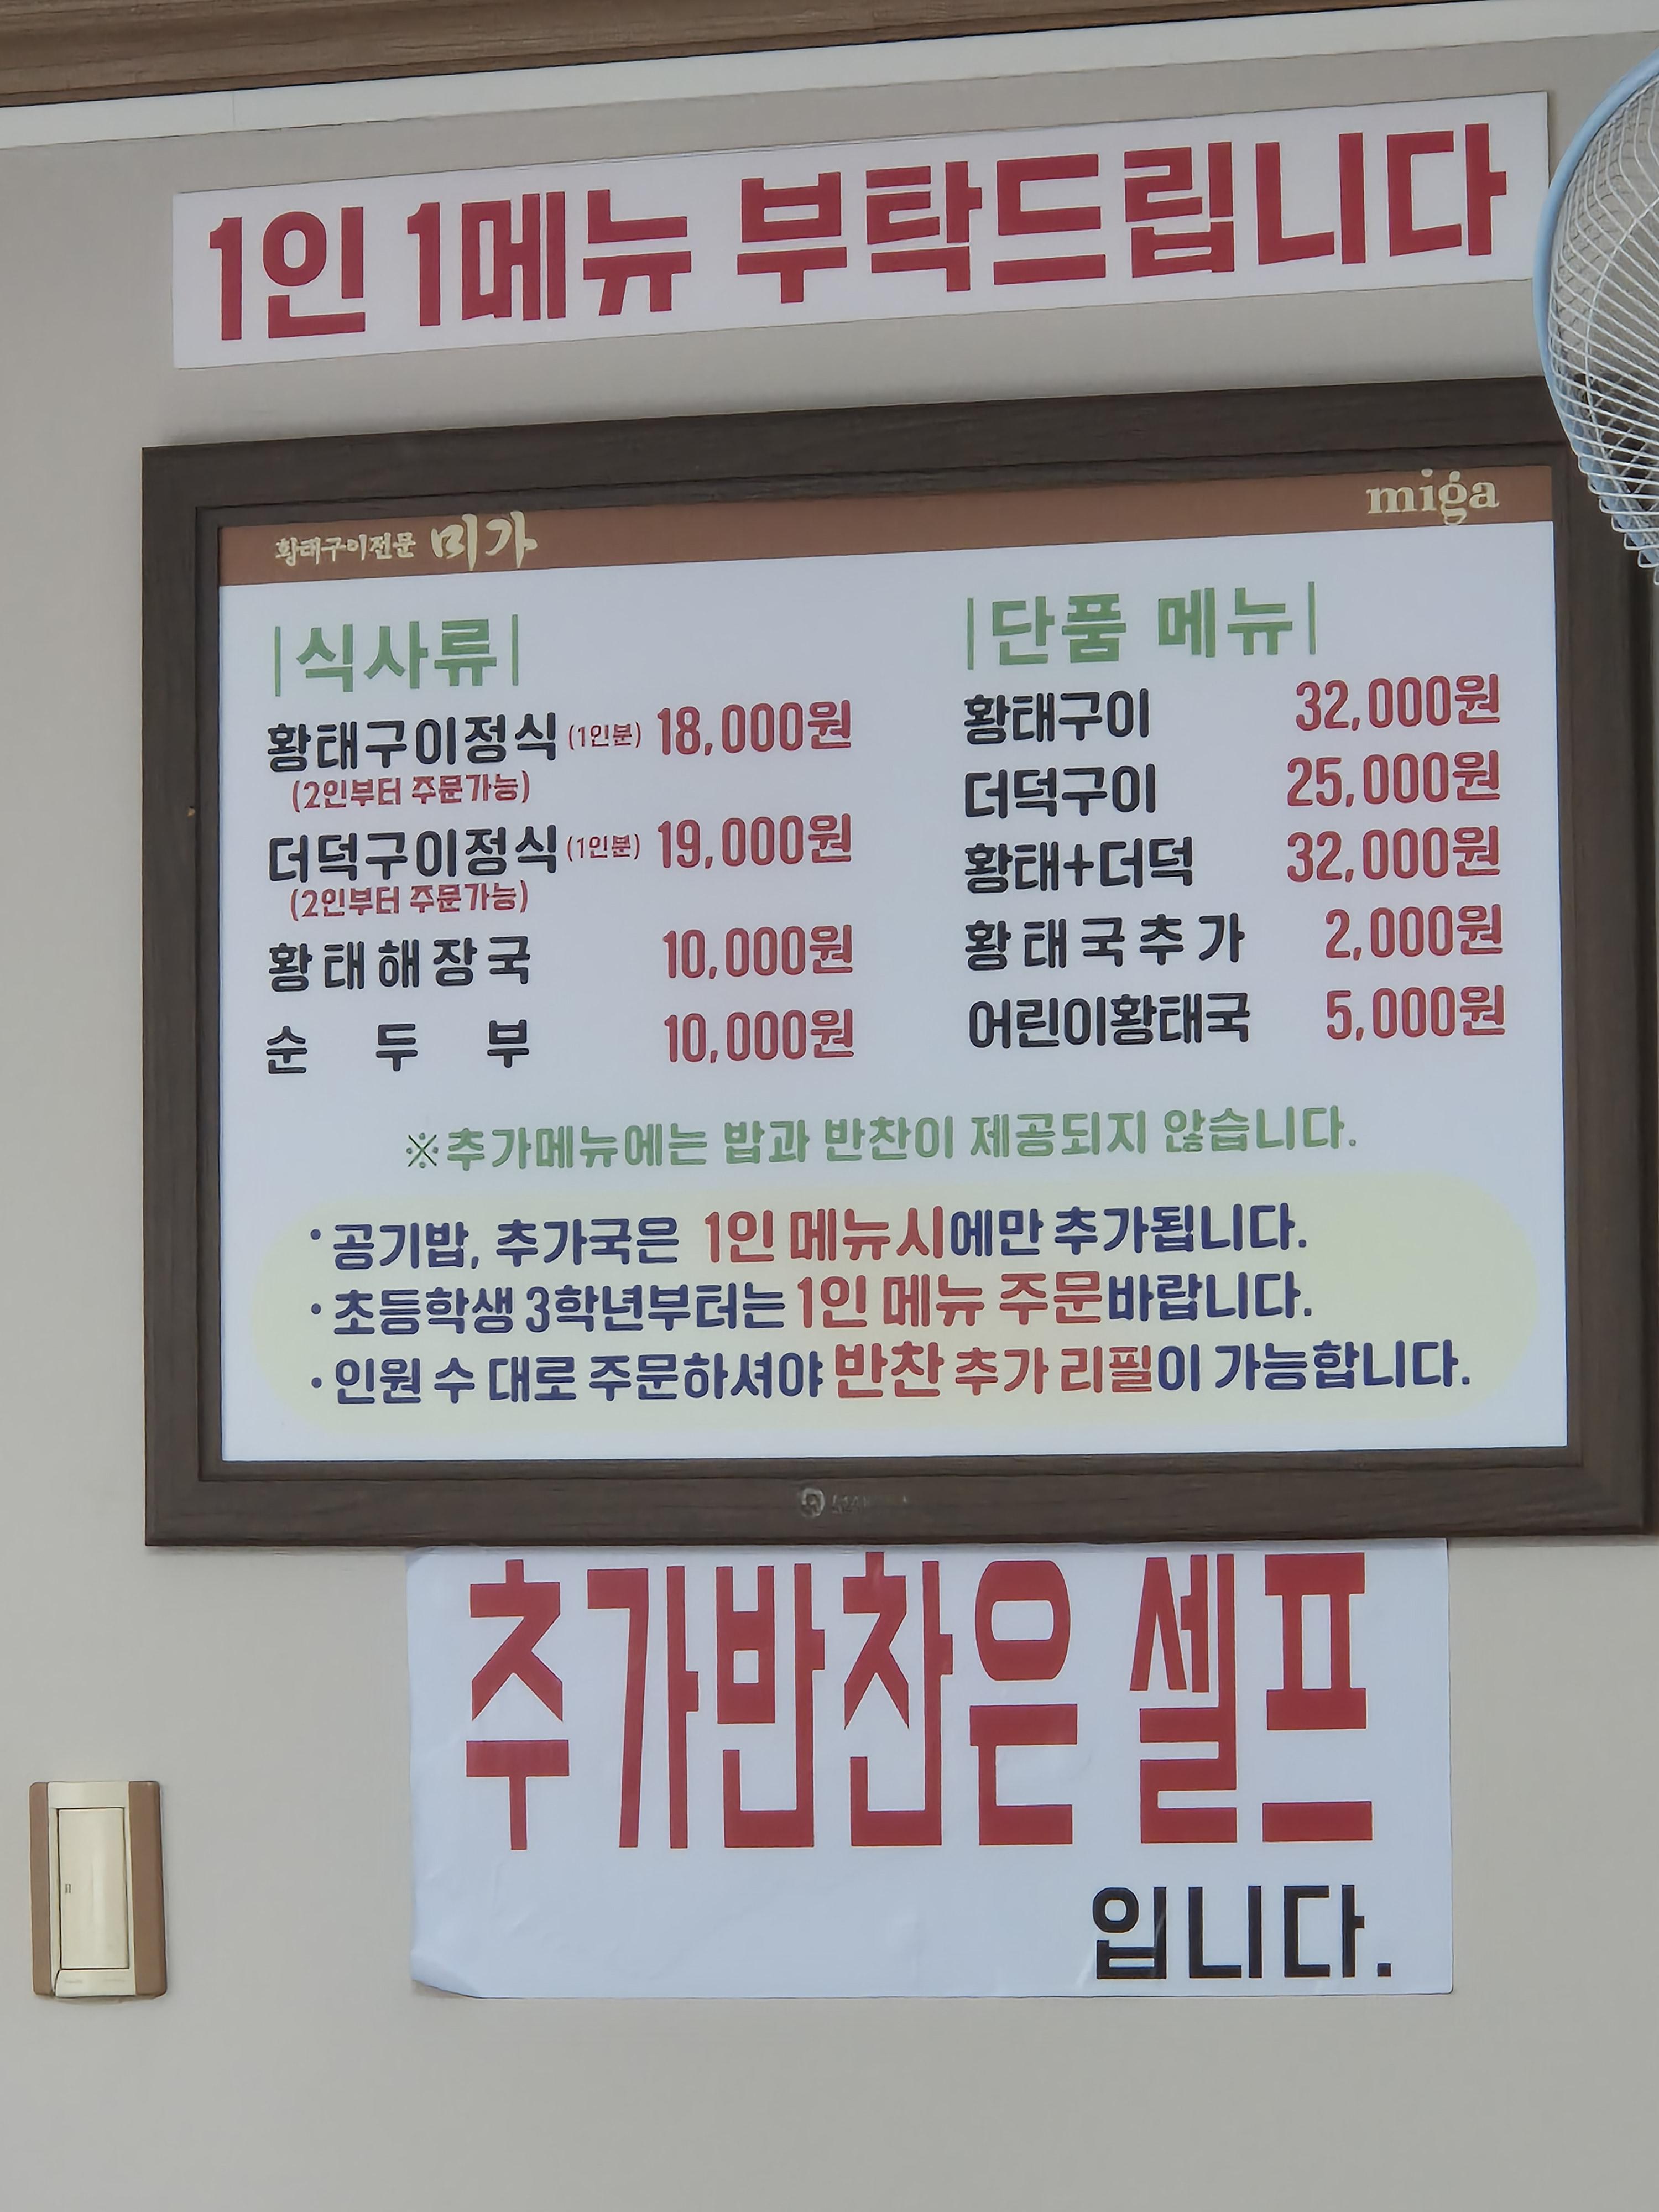 1인 1메뉴 부탁드립니다
황태구이전문 미가
miga
|식사류|
황태구이정식 (1인분) 18,000원
(2인부터 주문가능)
더덕구이정식 (1인분) 19,000원
(2인부터 주문가능)
황태해장국 10,000원
순두부 10,000원
|단품 메뉴|
황태구이 32,000원
더덕구이 25,000원
황태+더덕 32,000원
황태국추가 2,000원
어린이황태국 5,000원
※추가메뉴에는 밥과 반찬이 제공되지 않습니다.
• 공기밥, 추가국은 1인 메뉴시에만 추가됩니다.
• 초등학생 3학년부터는 1인 메뉴 주문바랍니다.
• 인원 수 대로 주문하셔야 반찬 추가 리필이 가능합니다.
추가반찬은 셀프
입니다.